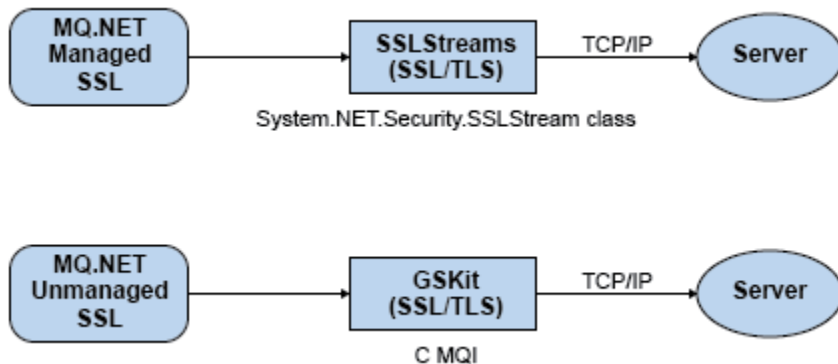 MQ.NET
Managed
SSL
SSLStreams
(SSL/TLS)
TCP/IP
Server
System.NET.Security.SSLStream class
MQ.NET
Unmanaged
SSL
GSKit
(SSL/TLS)
TCP/IP
Server
C MQI